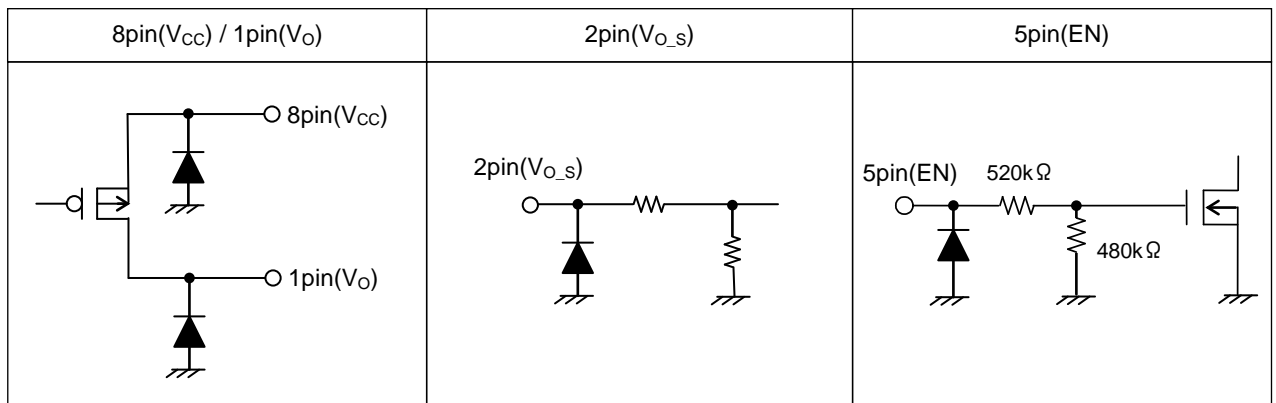 8pin(VCC) / 1pin(VO)
2pin(VO_S)
5pin(EN)
8pin(VCC)
1pin(VO)
2pin(VO_S)
5pin(EN)
520kΩ
480kΩ